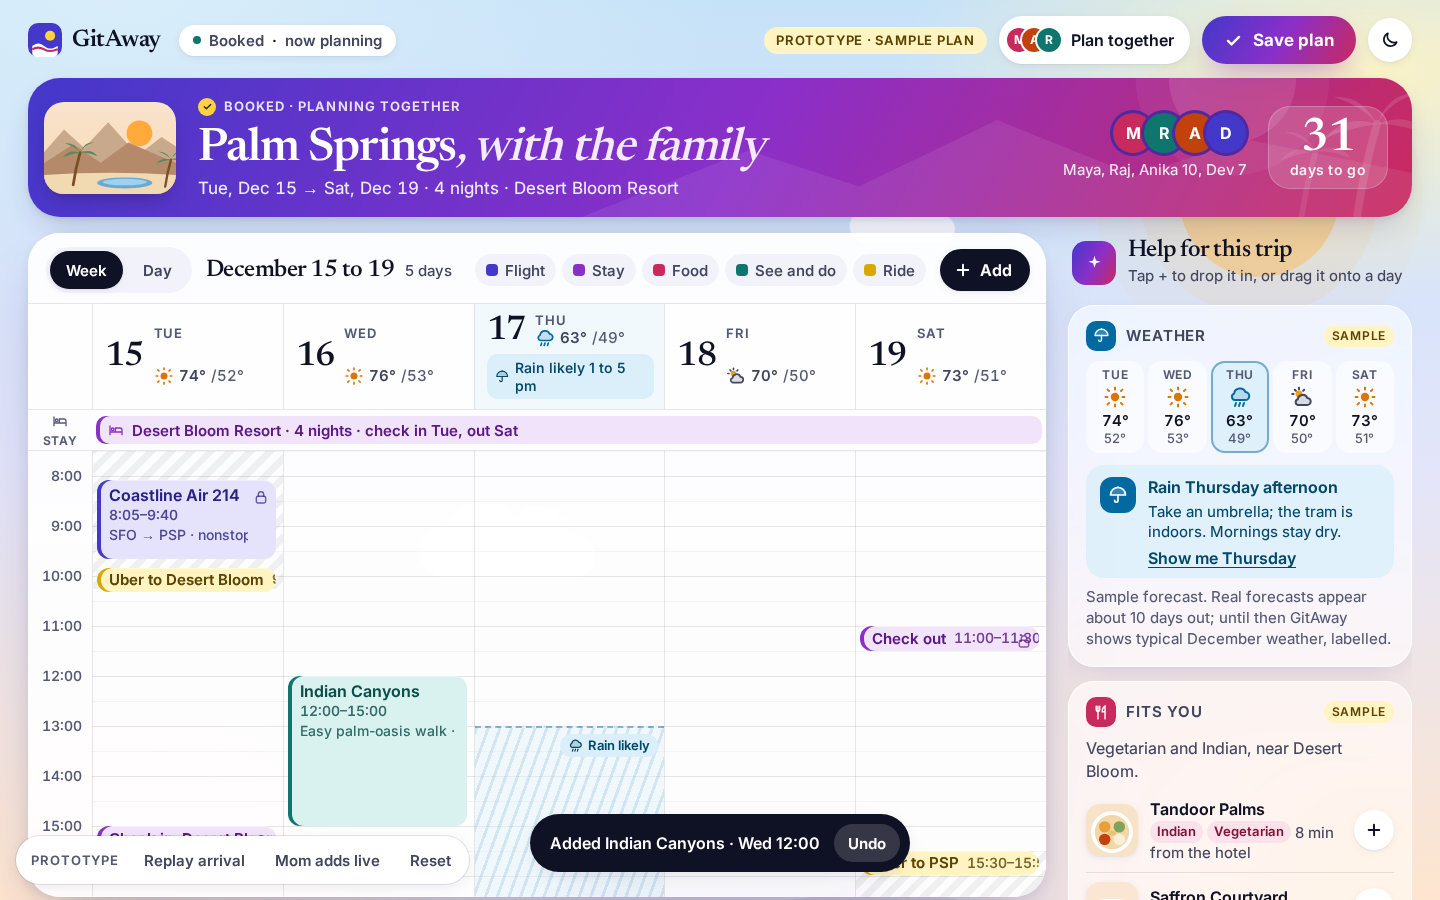 GitAway
Booked · now planning
PROTOTYPE · SAMPLE PLAN
M A R Plan together
Save plan
BOOKED · PLANNING TOGETHER
Palm Springs, with the family
Tue, Dec 15 → Sat, Dec 19 · 4 nights · Desert Bloom Resort
M R A D
Maya, Raj, Anika 10, Dev 7
31
days to go
Week Day
December 15 to 19 5 days
Flight Stay Food See and do Ride
+ Add
15 TUE 74° /52°
16 WED 76° /53°
17 THU 63° /49°
Rain likely 1 to 5
pm
18 FRI 70° /50°
19 SAT 73° /51°
STAY
Desert Bloom Resort · 4 nights · check in Tue, out Sat
8:00
Coastline Air 214
8:05–9:40
SFO → PSP · nonstop
9:00
Uber to Desert Bloom
10:00
11:00
Check out 11:00–11:30
12:00
Indian Canyons
12:00–15:00
Easy palm-oasis walk ·
13:00
Rain likely
14:00
15:00
to PSP 15:30–15:
PROTOTYPE Replay arrival Mom adds live Reset
Added Indian Canyons · Wed 12:00 Undo
Help for this trip
Tap + to drop it in, or drag it onto a day
WEATHER SAMPLE
TUE WED THU FRI SAT
74° 76° 63° 70° 73°
52° 53° 49° 50° 51°
Rain Thursday afternoon
Take an umbrella; the tram is
indoors. Mornings stay dry.
Show me Thursday
Sample forecast. Real forecasts appear
about 10 days out; until then GitAway
shows typical December weather, labelled.
FITS YOU SAMPLE
Vegetarian and Indian, near Desert
Bloom.
Tandoor Palms
Indian Vegetarian 8 min
from the hotel
Saffron Courtyard